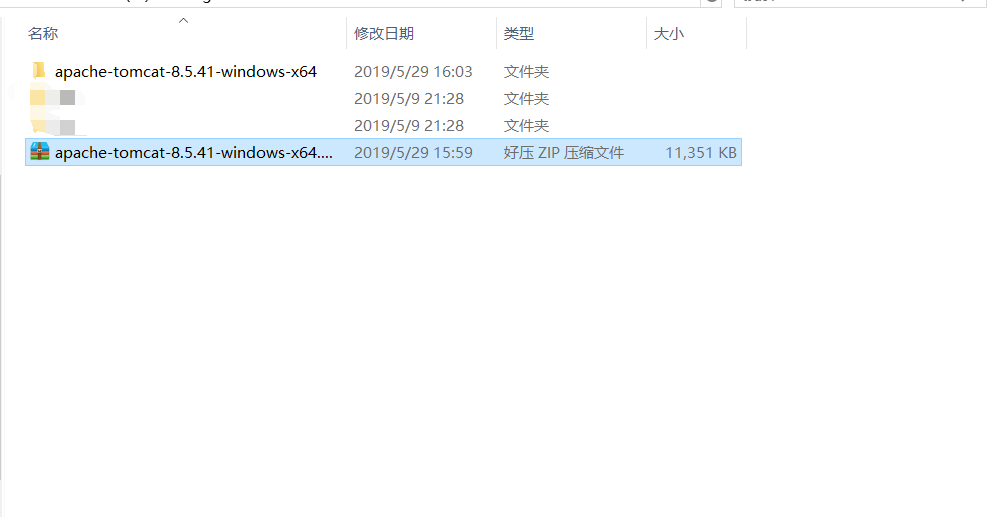 名称 修改日期 类型 大小
apache-tomcat-8.5.41-windows-x64 2019/5/29 16:03 文件夹
2019/5/9 21:28 文件夹
2019/5/9 21:28 文件夹
apache-tomcat-8.5.41-windows-x64.... 2019/5/29 15:59 好压 ZIP 压缩文件 11,351 KB